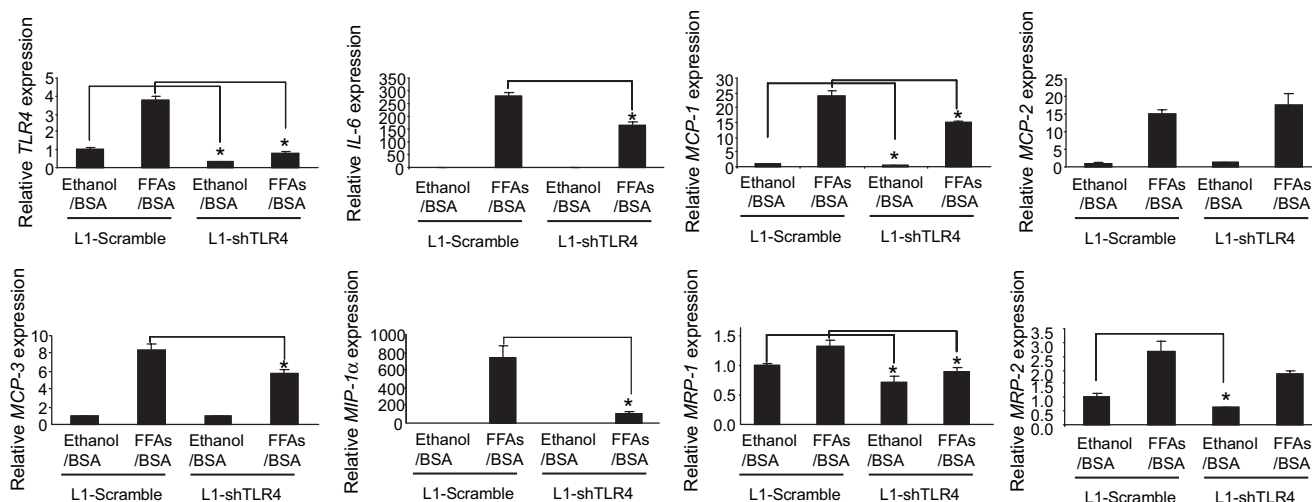 Relative TLR4 expression
5
4
3
2
1
0
* *
Ethanol /BSA FFAs /BSA Ethanol /BSA FFAs /BSA
L1-Scramble L1-shTLR4
Relative IL-6 expression
350
300
250
200
150
100
50
0
*
Ethanol /BSA FFAs /BSA Ethanol /BSA FFAs /BSA
L1-Scramble L1-shTLR4
Relative MCP-1 expression
30
25
20
15
10
5
0
* *
Ethanol /BSA FFAs /BSA Ethanol /BSA FFAs /BSA
L1-Scramble L1-shTLR4
Relative MCP-2 expression
25
20
15
10
5
0
Ethanol /BSA FFAs /BSA Ethanol /BSA FFAs /BSA
L1-Scramble L1-shTLR4
Relative MCP-3 expression
10
8
6
4
2
0
*
Ethanol /BSA FFAs /BSA Ethanol /BSA FFAs /BSA
L1-Scramble L1-shTLR4
Relative MIP-1α expression
1000
800
600
400
200
0
*
Ethanol /BSA FFAs /BSA Ethanol /BSA FFAs /BSA
L1-Scramble L1-shTLR4
Relative MRP-1 expression
1.5
1.0
0.5
0.0
* *
Ethanol /BSA FFAs /BSA Ethanol /BSA FFAs /BSA
L1-Scramble L1-shTLR4
Relative MRP-2 expression
3.5
3.0
2.5
2.0
1.5
1.0
0.5
0.0
*
Ethanol /BSA FFAs /BSA Ethanol /BSA FFAs /BSA
L1-Scramble L1-shTLR4